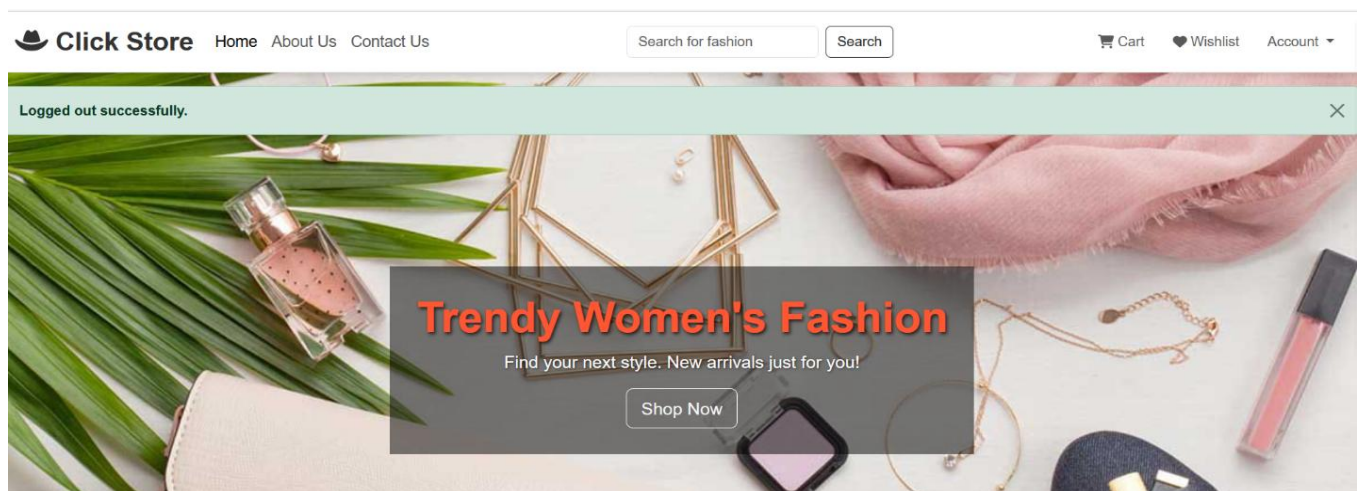 Click Store Home About Us Contact Us Search for fashion Search Cart Wishlist Account
Logged out successfully.
Trendy Women's Fashion
Find your next style. New arrivals just for you!
Shop Now